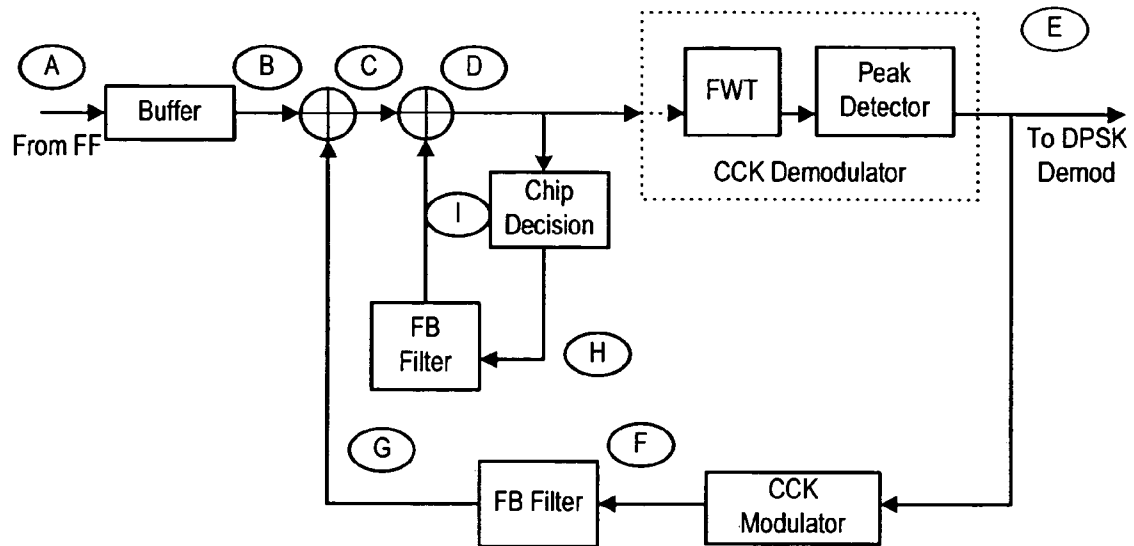 A
B
C
D
E
From FF
Buffer
FWT
Peak
Detector
CCK Demodulator
To DPSK
Demod
I
Chip
Decision
FB
Filter
H
G
F
FB Filter
CCK
Modulator